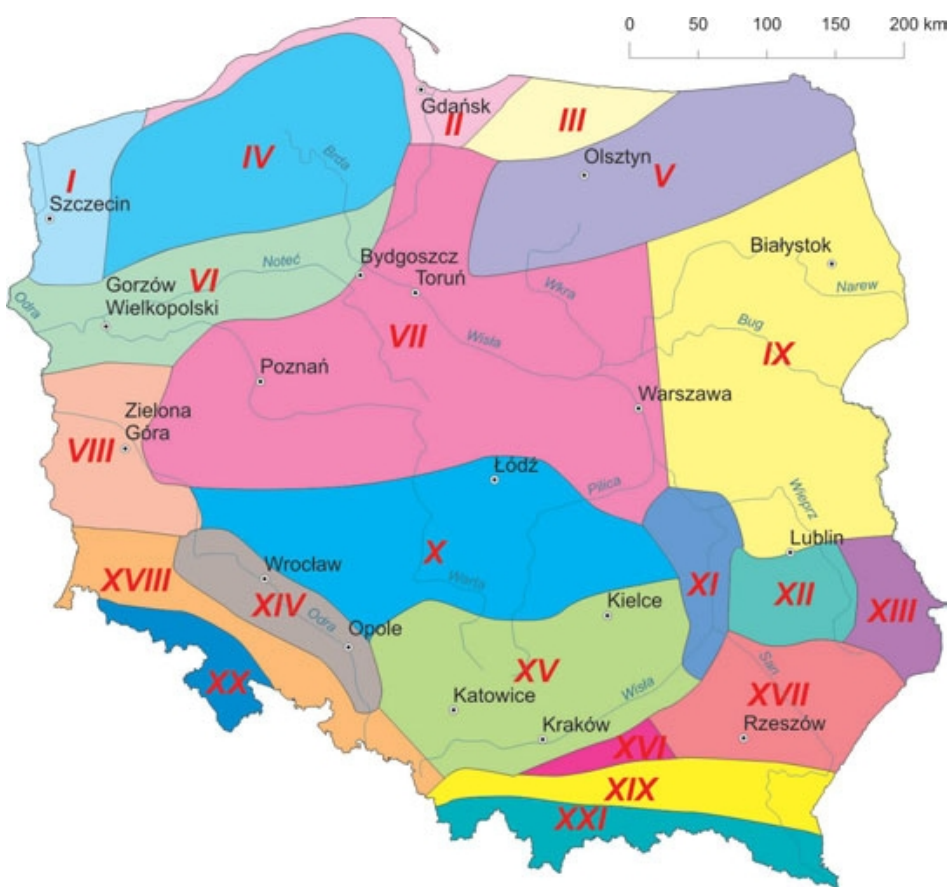 0 50 100 150 200 km
Gdańsk
II
III
IV
Brda
Olsztyn
V
I
Szczecin
Bydgoszcz
Toruń
Noteć
VI
Gorzów
Wielkopolski
Odra
Białystok
Narew
Wkra
Wisła
VII
Bug
IX
Poznań
Warszawa
Zielona
Góra
VIII
Łódź
Pilica
Wieprz
Lublin
X
Warta
Wrocław
XVIII
XIV
Odra
Opole
Kielce
XI
XII
XIII
XX
XV
Katowice
Wisła
Kraków
San
XVII
Rzeszów
XVI
XIX
XXI